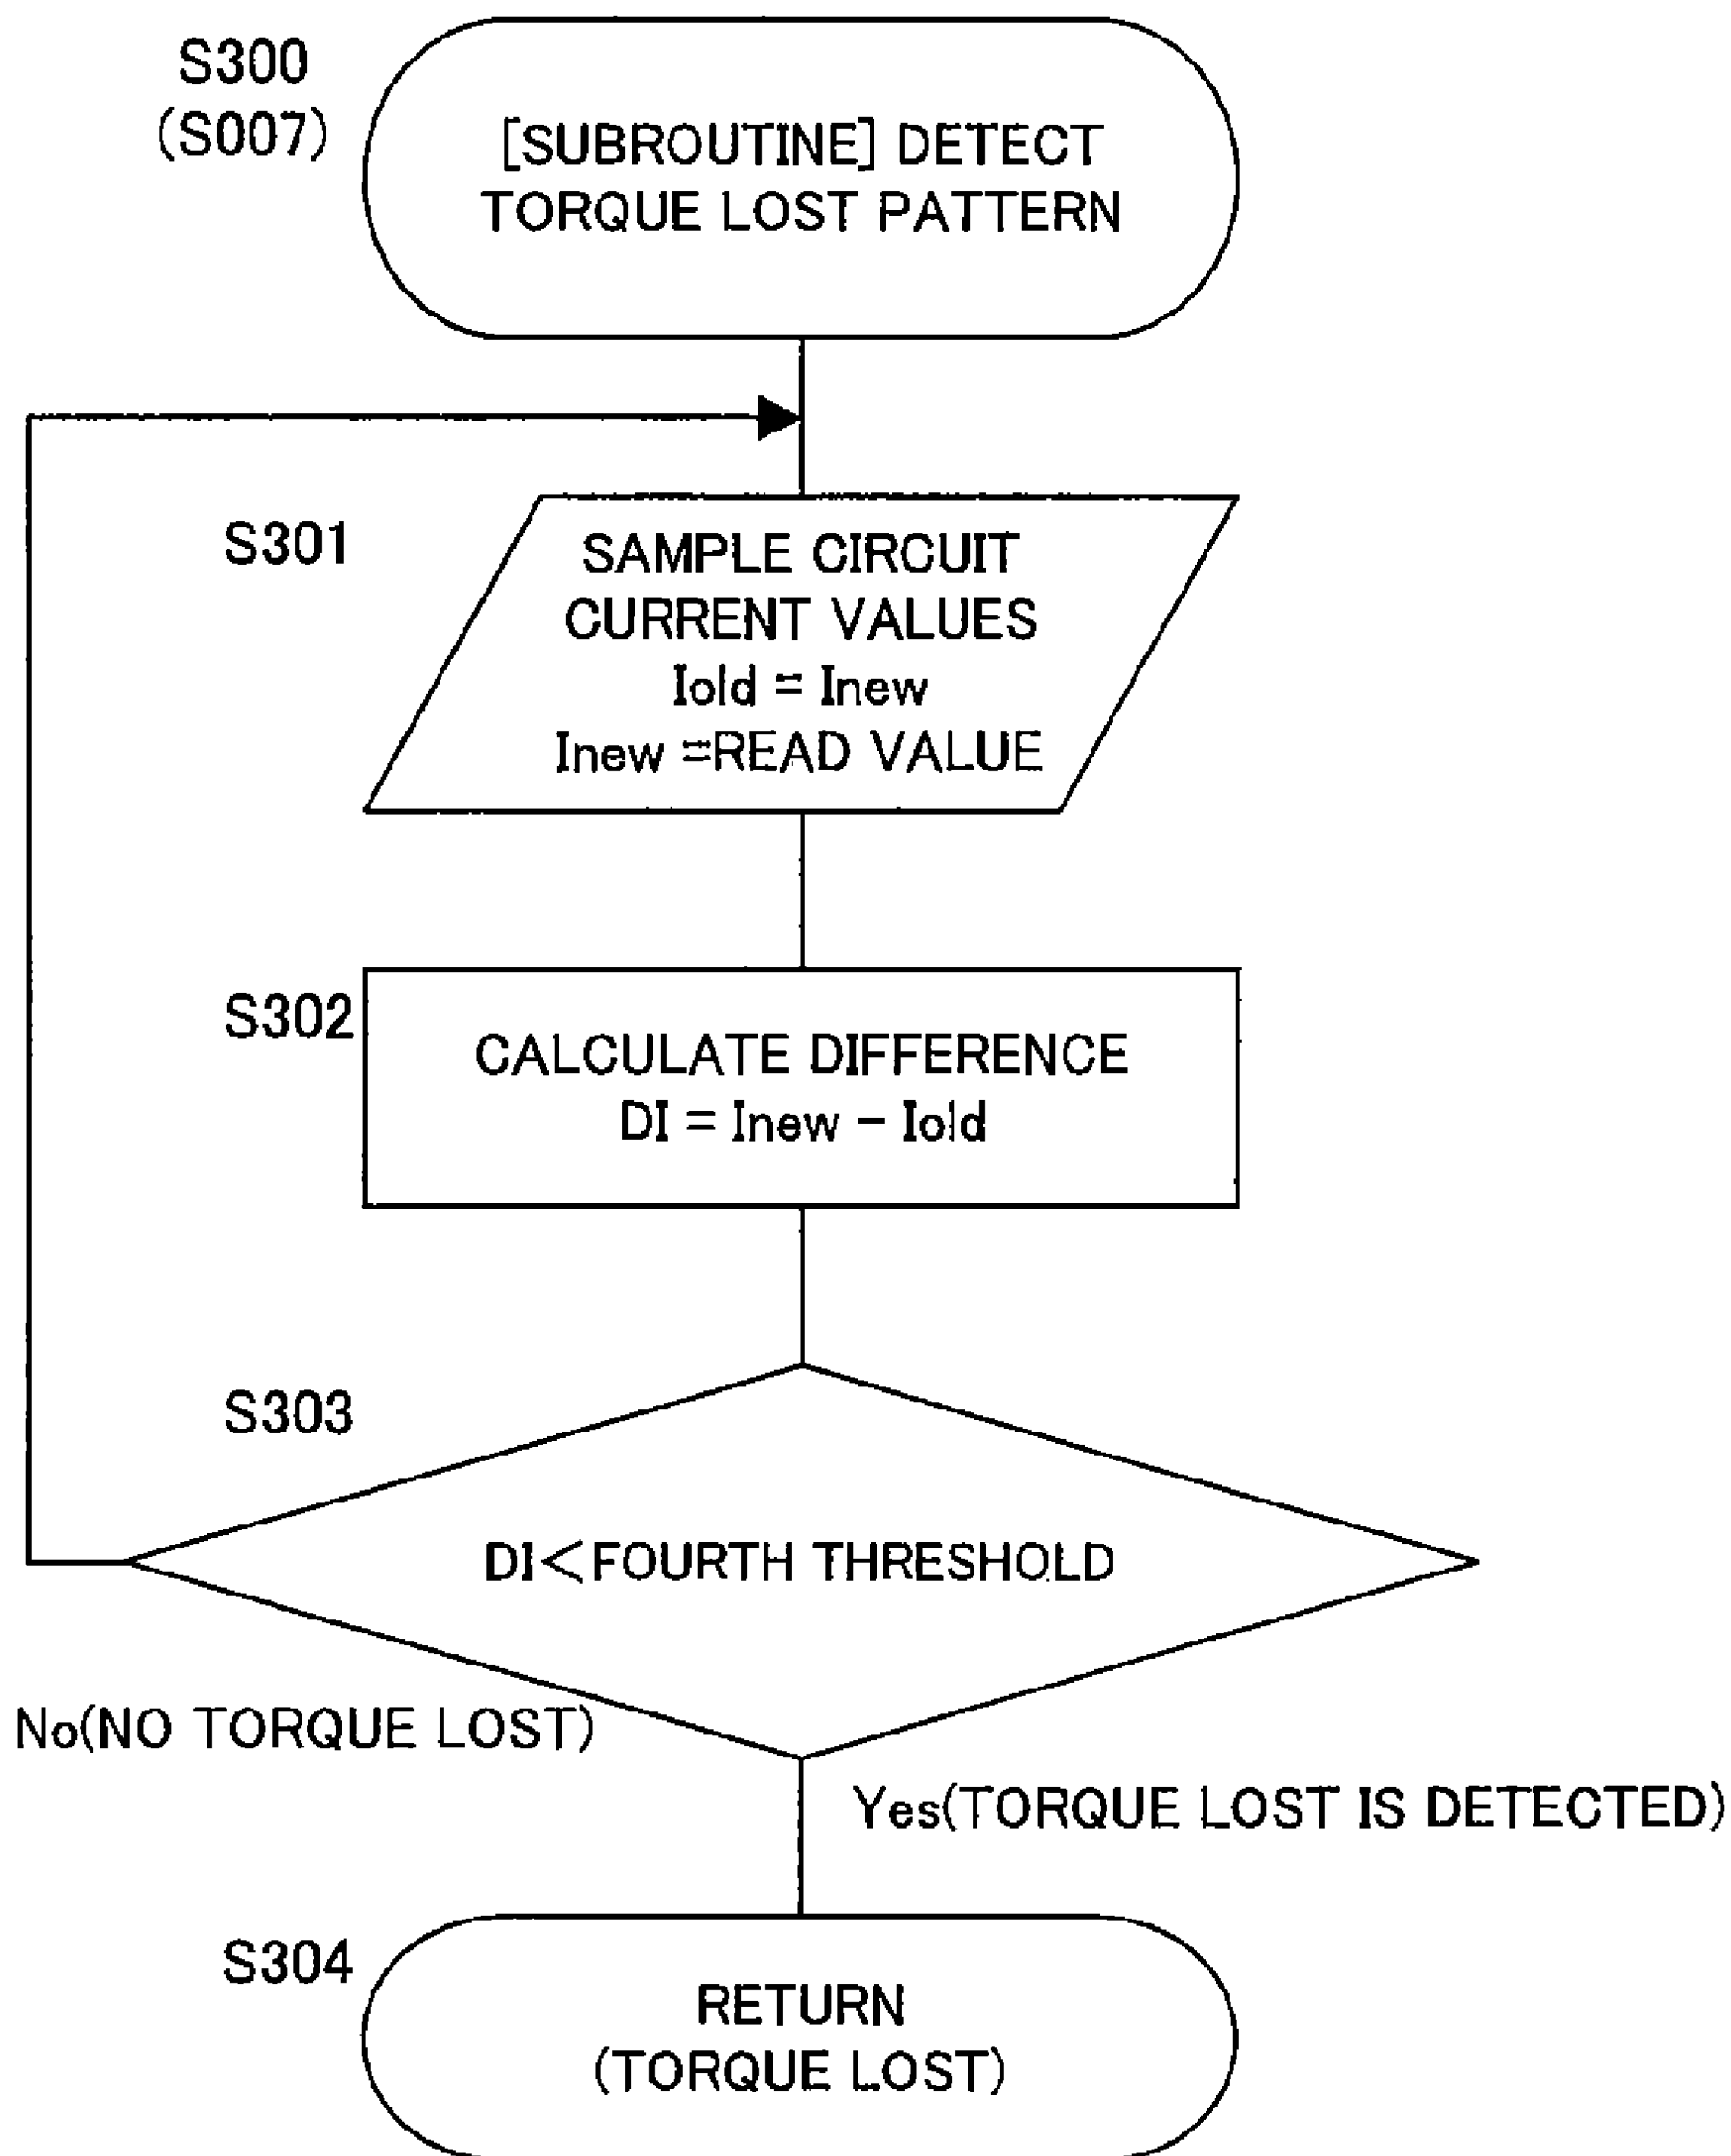 S300
(S007)
[SUBROUTINE] DETECT
TORQUE LOST PATTERN
S301
SAMPLE CIRCUIT
CURRENT VALUES
Iold = Inew
Inew =READ VALUE
S302
CALCULATE DIFFERENCE
DI = Inew - Iold
S303
DI<FOURTH THRESHOLD
No(NO TORQUE LOST)
Yes(TORQUE LOST IS DETECTED)
S304
RETURN
(TORQUE LOST)